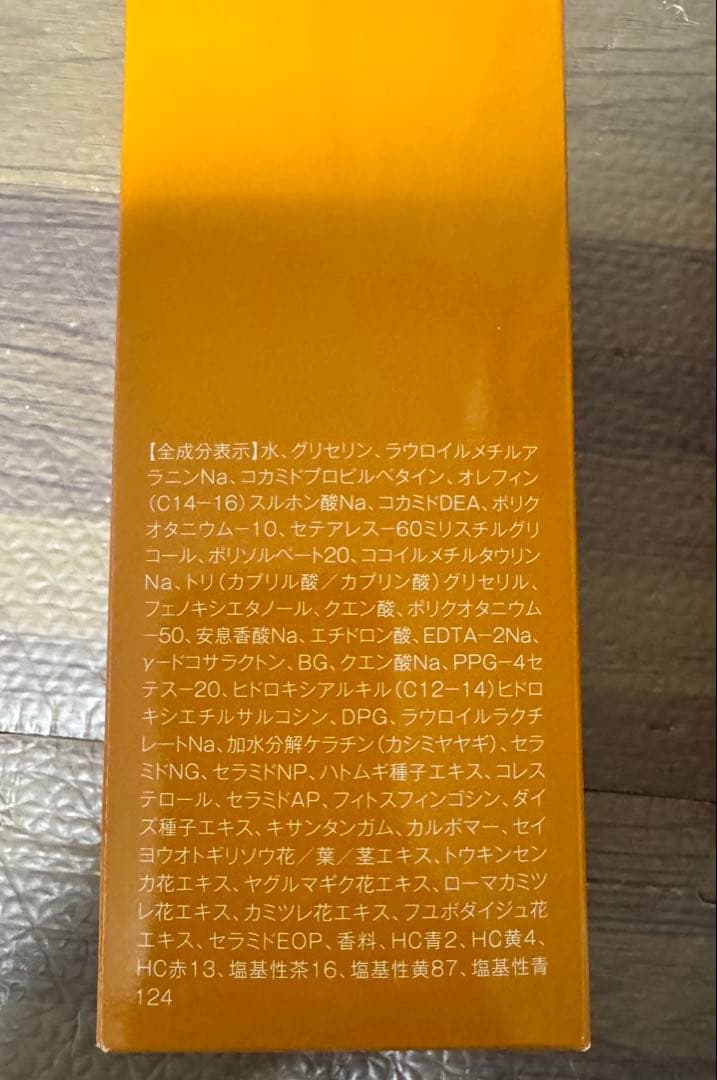 【全成分表示】水、グリセリン、ラウロイルメチルア
ラニンNa、コカミドプロピルベタイン、オレフィン
（C14−16）スルホン酸Na、コカミドDEA、ポリク
オタニウム−10、セテアレス−60ミリスチルグリ
コール、ポリソルベート20、ココイルメチルタウリン
Na、トリ（カプリル酸／カプリン酸）グリセリル、
フェノキシエタノール、クエン酸、ポリクオタニウム
−50、安息香酸Na、エチドロン酸、EDTA−2Na、
γ−ドコサラクトン、BG、クエン酸Na、PPG−4セ
テス−20、ヒドロキシアルキル（C12−14）ヒドロ
キシエチルサルコシン、DPG、ラウロイルラクチ
レートNa、加水分解ケラチン（カシミヤヤギ）、セラ
ミドNG、セラミドNP、ハトムギ種子エキス、コレス
テロール、セラミドAP、フィトスフィンゴシン、ダイ
ズ種子エキス、キサンタンガム、カルボマー、セイ
ヨウオトギリソウ花／葉／茎エキス、トウキンセン
カ花エキス、ヤグルマギク花エキス、ローマカミツ
レ花エキス、カミツレ花エキス、フユボダイジュ花
エキス、セラミドEOP、香料、HC青2、HC黄4、
HC赤13、塩基性茶16、塩基性黄87、塩基性青
124